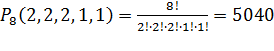 P₈(2,2,2,1,1) = 8! / (2!·2!·2!·1!·1!) = 5040